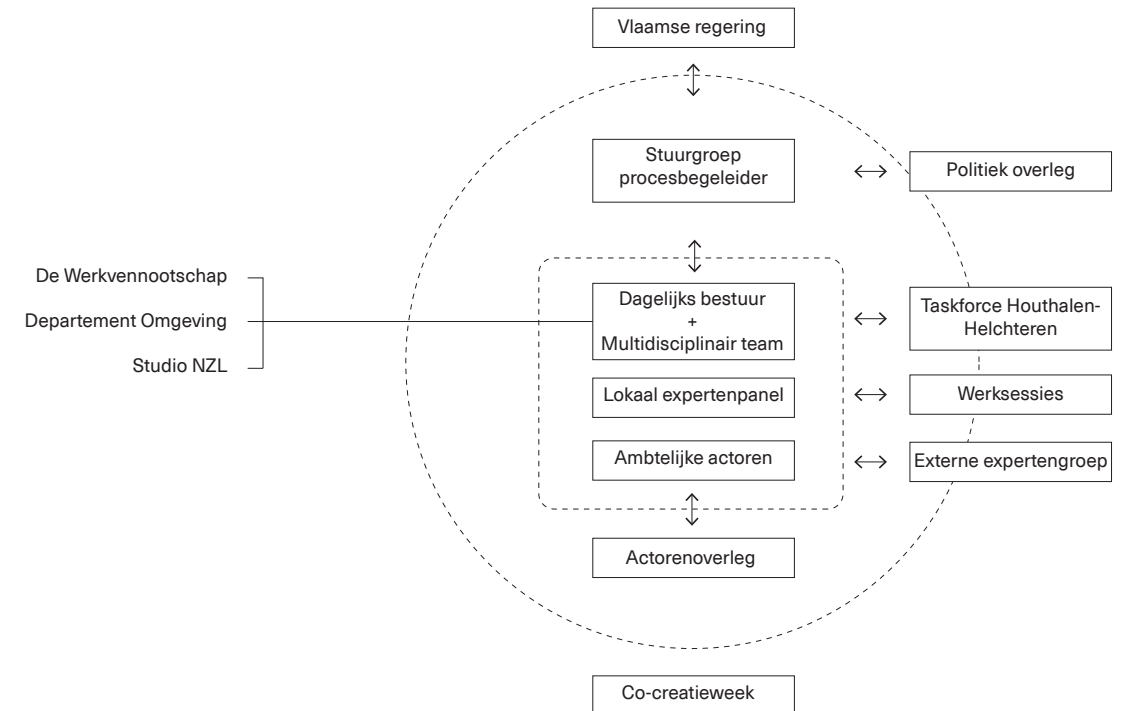 Vlaamse regering
Stuurgroep
procesbegeleider
Politiek overleg
De Werkvennootschap
Departement Omgeving
Studio NZL
Dagelijks bestuur
+
Multidisciplinair team
Taskforce Houthalen-
Helchteren
Lokaal expertenpanel
Werksessies
Ambtelijke actoren
Externe expertengroep
Actorenoverleg
Co-creatieweek